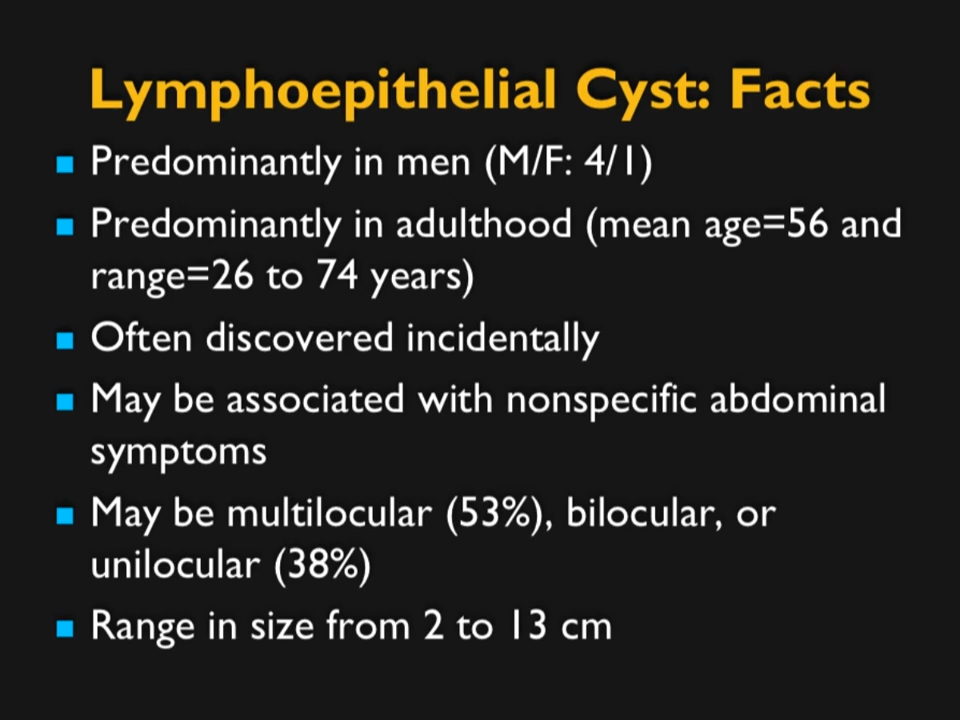 Lymphoepithelial Cyst: Facts
Predominantly in men (M/F: 4/1)
Predominantly in adulthood (mean age=56 and
range=26 to 74 years)
Often discovered incidentally
May be associated with nonspecific abdominal
symptoms
May be multilocular (53%), bilocular, or
unilocular (38%)
Range in size from 2 to 13 cm